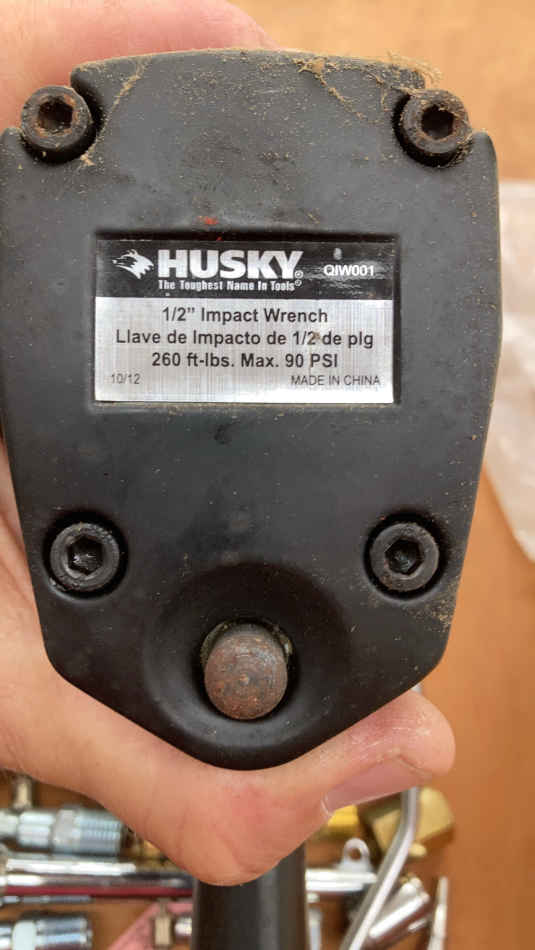 HUSKY® QIW001
The Toughest Name In Tools®
1/2” Impact Wrench
Llave de Impacto de 1/2 de plg
260 ft-lbs. Max. 90 PSI
10/12 MADE IN CHINA